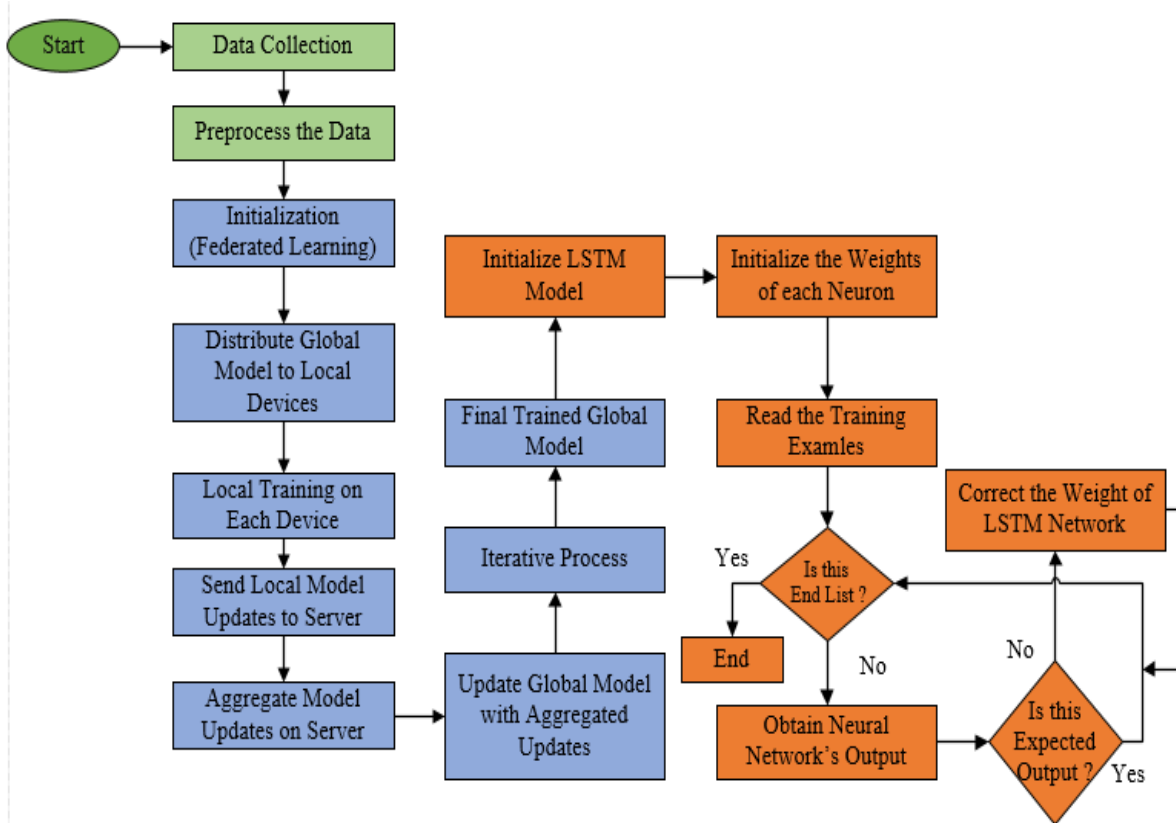 Start
Data Collection
Preprocess the Data
Initialization
(Federated Learning)
Distribute Global
Model to Local
Devices
Local Training on
Each Device
Send Local Model
Updates to Server
Aggregate Model
Updates on Server
Update Global Model
with Aggregated
Updates
Iterative Process
Final Trained Global
Model
Initialize LSTM
Model
Initialize the Weights
of each Neuron
Read the Training
Examles
Is this
End List ?
Yes
End
No
Obtain Neural
Network’s Output
Is this
Expected
Output ?
No
Yes
Correct the Weight of
LSTM Network